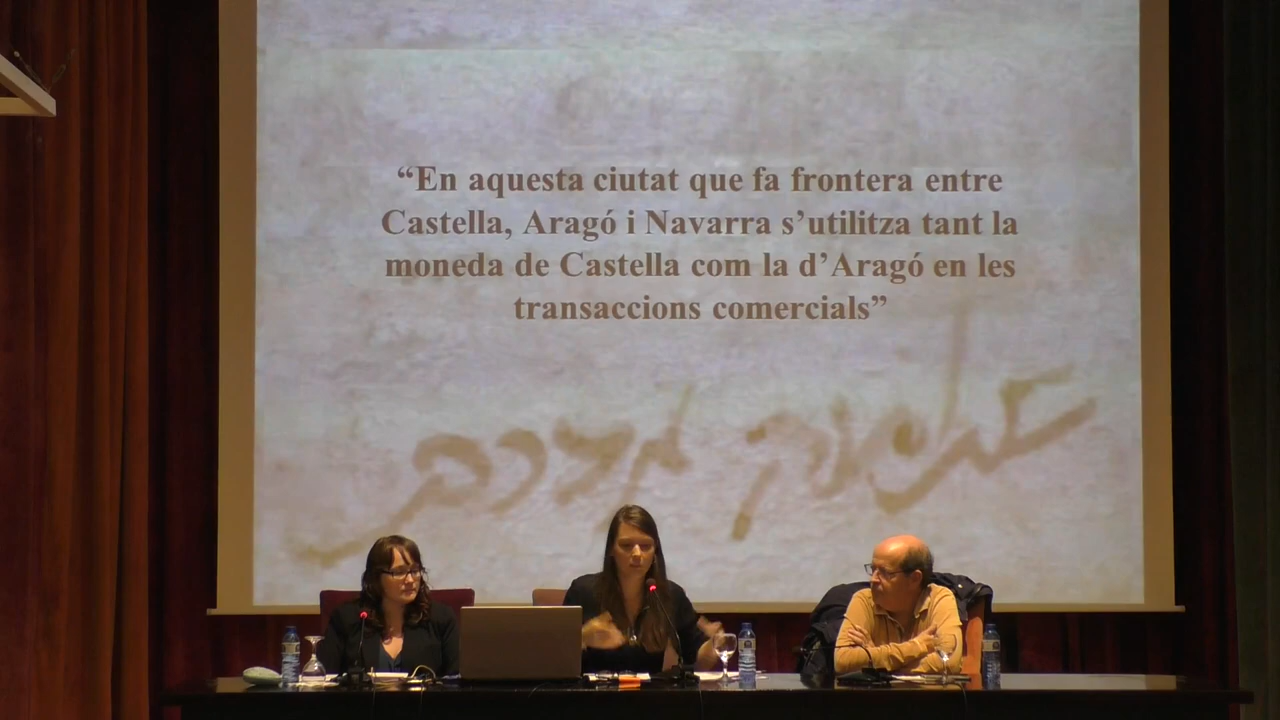 “En aquesta ciutat que fa frontera entre
Castella, Aragó i Navarra s’utilitza tant la
moneda de Castella com la d’Aragó en les
transaccions comercials”